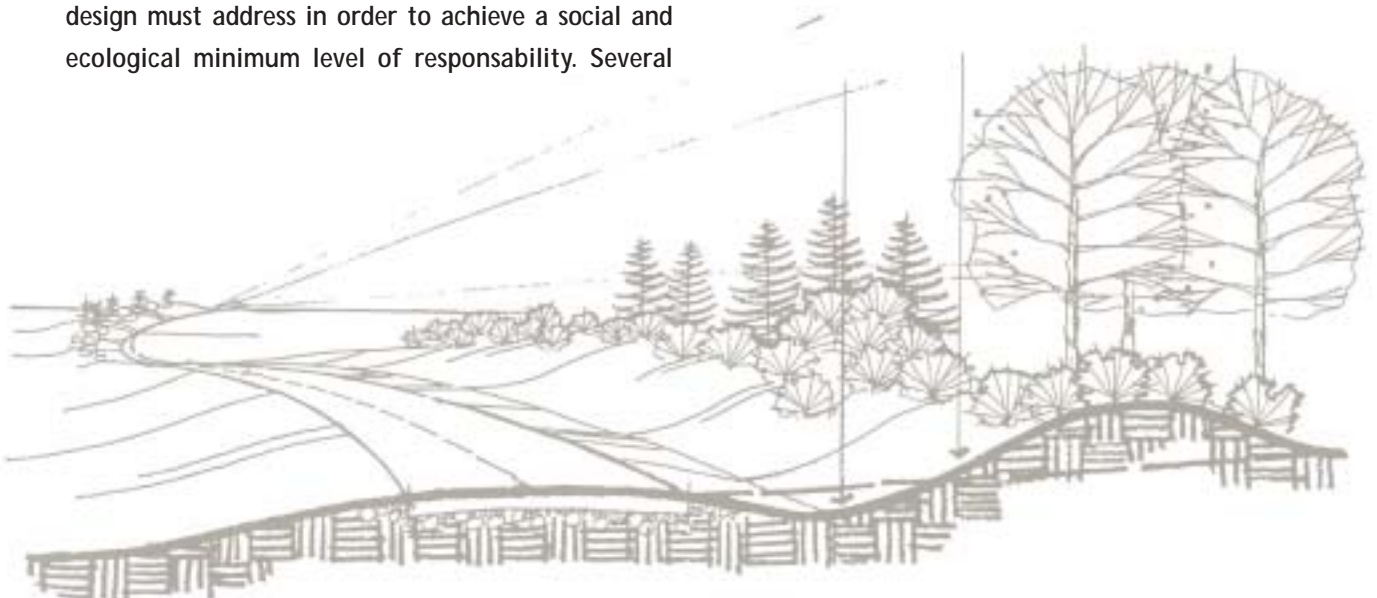 design must address in order to achieve a social and
ecological minimum level of responsability. Several